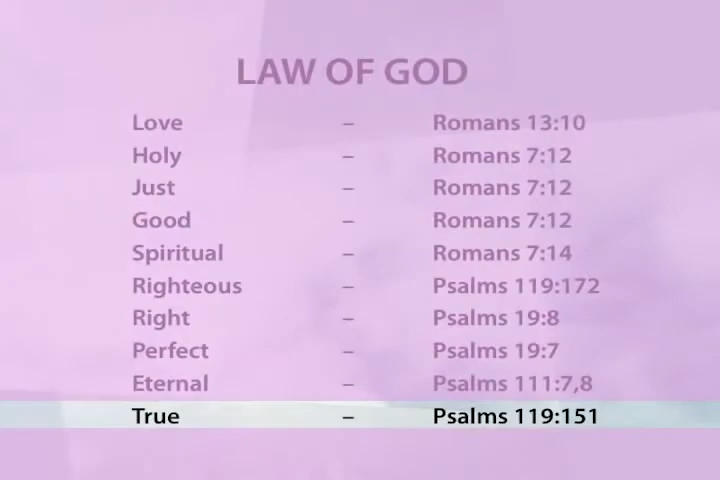 LAW OF GOD
Love – Romans 13:10
Holy – Romans 7:12
Just – Romans 7:12
Good – Romans 7:12
Spiritual – Romans 7:14
Righteous – Psalms 119:172
Right – Psalms 19:8
Perfect – Psalms 19:7
Eternal – Psalms 111:7,8
True – Psalms 119:151